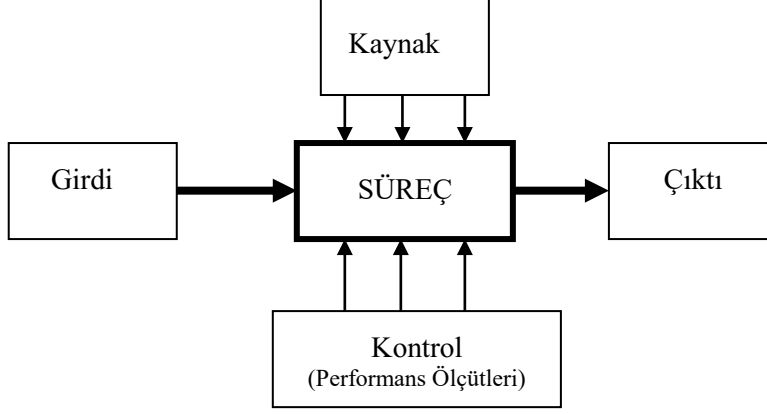 Kaynak
Girdi
SÜREÇ
Çıktı
Kontrol
(Performans Ölçütleri)